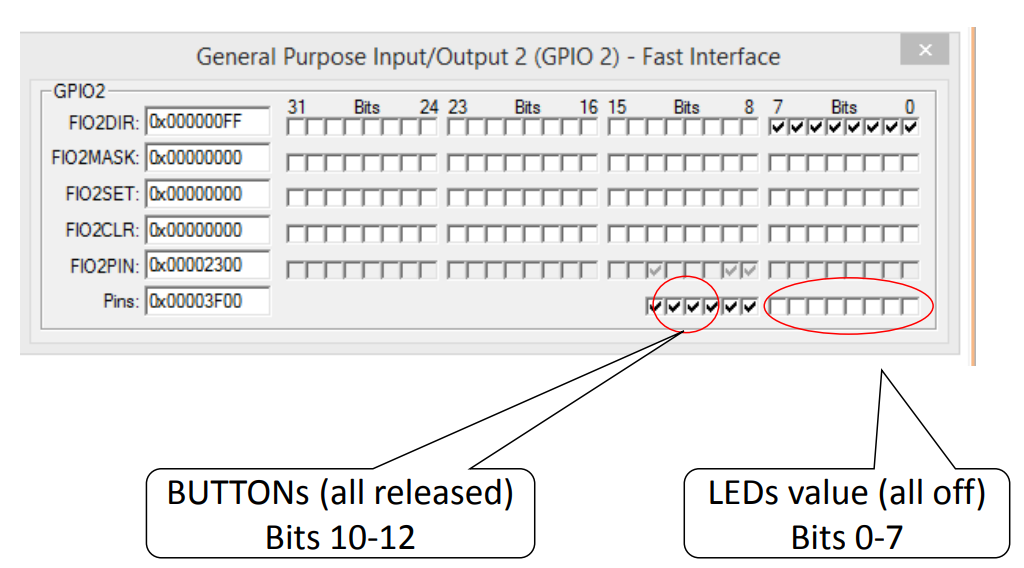 General Purpose Input/Output 2 (GPIO 2) - Fast Interface
GPIO2
31 Bits 24 23 Bits 16 15 Bits 8 7 Bits 0
FIO2DIR: 0x000000FF
FIO2MASK: 0x00000000
FIO2SET: 0x00000000
FIO2CLR: 0x00000000
FIO2PIN: 0x00002300
Pins: 0x00003F00
BUTTONs (all released)
Bits 10-12
LEDs value (all off)
Bits 0-7